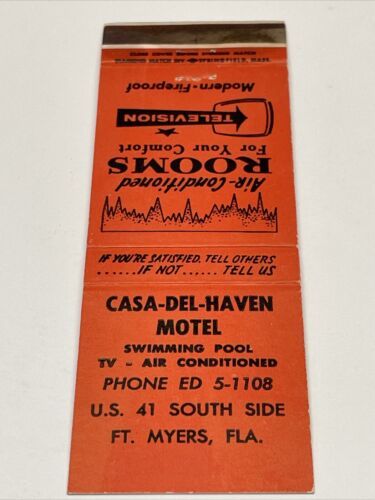 CLOSE COVER BEFORE STRIKING MATCH
DIAMOND MATCH DIV SPRINGFIELD, MASS.
Modern-Fireproof
TELEVISION
For Your Comfort
ROOMS
Air-Conditioned
IF YOU'RE SATISFIED, TELL OTHERS
......IF NOT...... TELL US
CASA-DEL-HAVEN
MOTEL
SWIMMING POOL
TV - AIR CONDITIONED
PHONE ED 5-1108
U.S. 41 SOUTH SIDE
FT. MYERS, FLA.